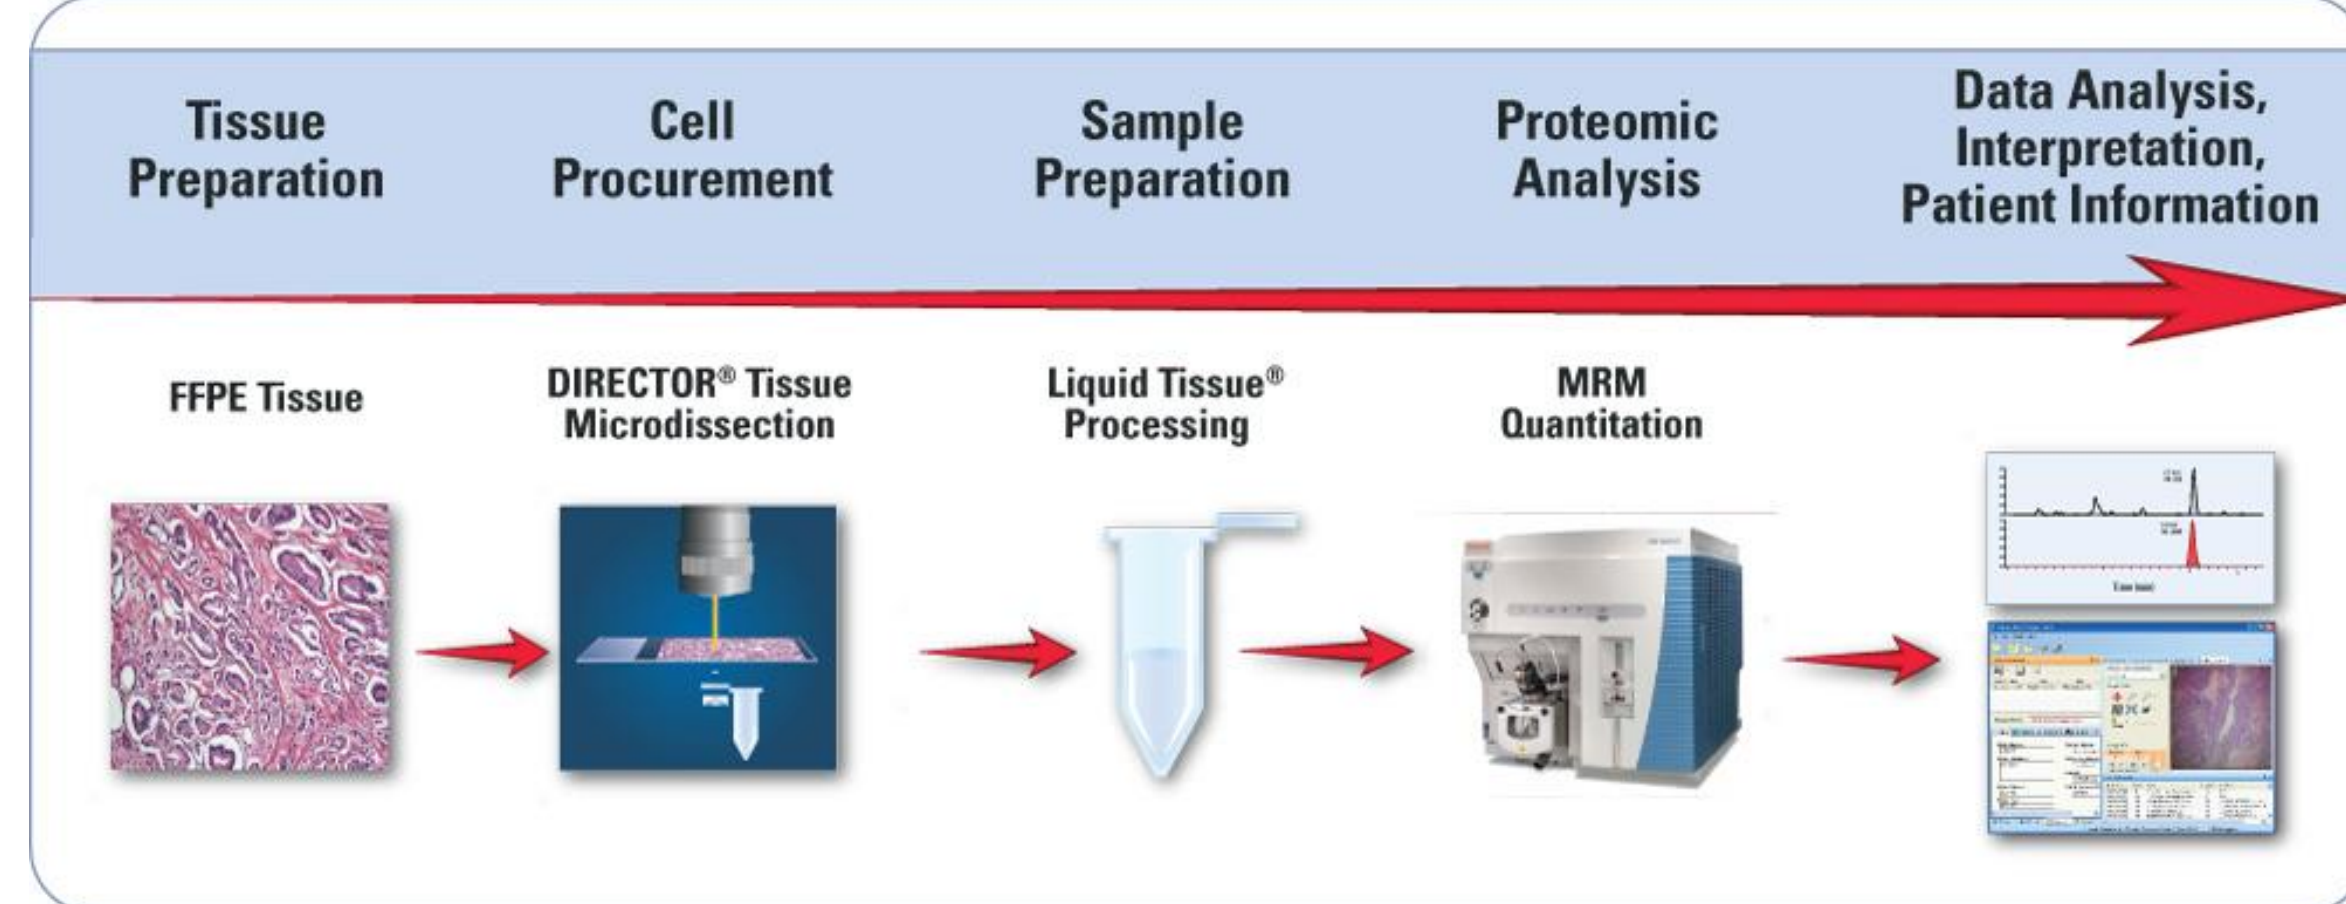 Tissue
Preparation
Cell
Procurement
Sample
Preparation
Proteomic
Analysis
Data Analysis,
Interpretation,
Patient Information
FFPE Tissue
DIRECTOR® Tissue
Microdissection
Liquid Tissue®
Processing
MRM
Quantitation